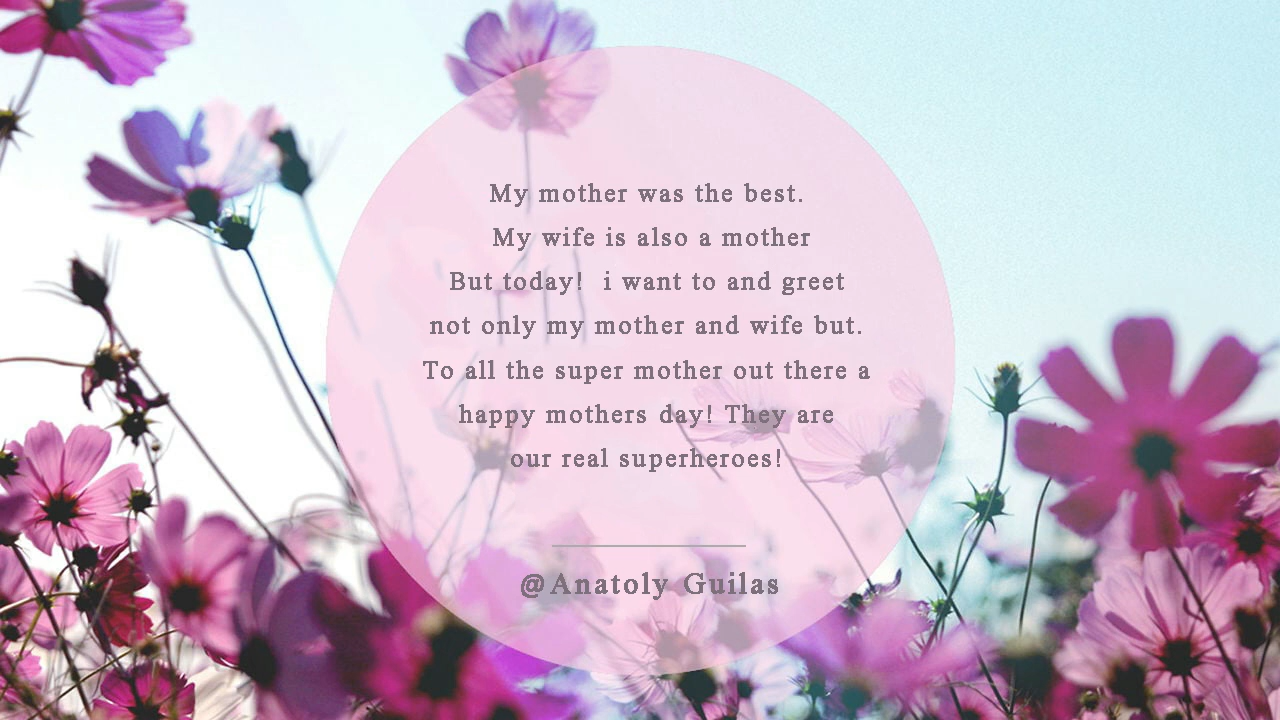 My mother was the best.
My wife is also a mother
But today!  i want to and greet
not only my mother and wife but.
To all the super mother out there a
happy mothers day! They are
our real superheroes!
@Anatoly Guilas